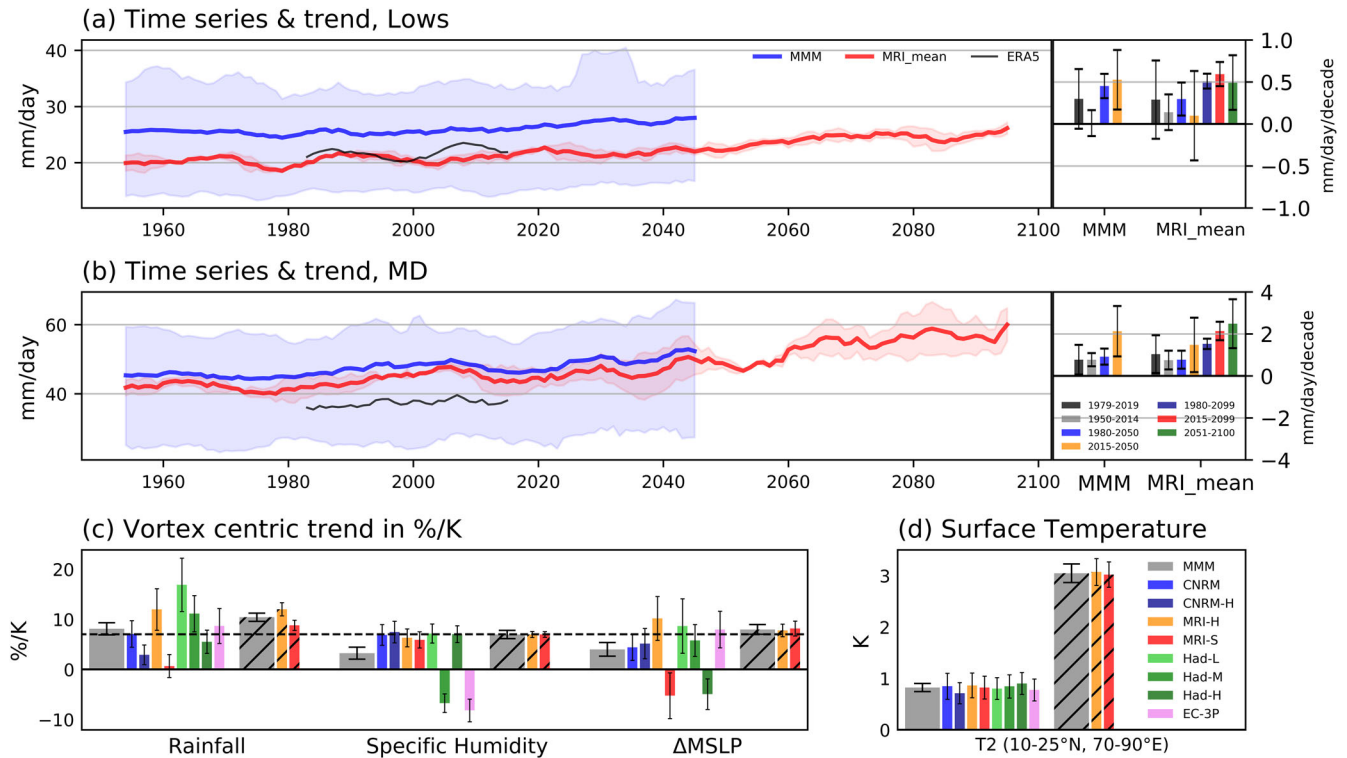 (a) Time series & trend, Lows
40
30
20
mm/day
MMM
MRI_mean
ERA5
1960
1980
2000
2020
2040
2060
2080
2100
1.0
0.5
0.0
−0.5
−1.0
mm/day/decade
MMM
MRI_mean
(b) Time series & trend, MD
60
40
mm/day
1960
1980
2000
2020
2040
2060
2080
2100
4
2
0
−2
−4
mm/day/decade
1979-2019
1950-2014
1980-2050
2015-2050
1980-2099
2015-2099
2051-2100
MMM
MRI_mean
(c) Vortex centric trend in %/K
20
10
0
−10
%/K
Rainfall
Specific Humidity
ΔMSLP
(d) Surface Temperature
3
2
1
0
K
MMM
CNRM
CNRM-H
MRI-H
MRI-S
Had-L
Had-M
Had-H
EC-3P
T2 (10-25°N, 70-90°E)